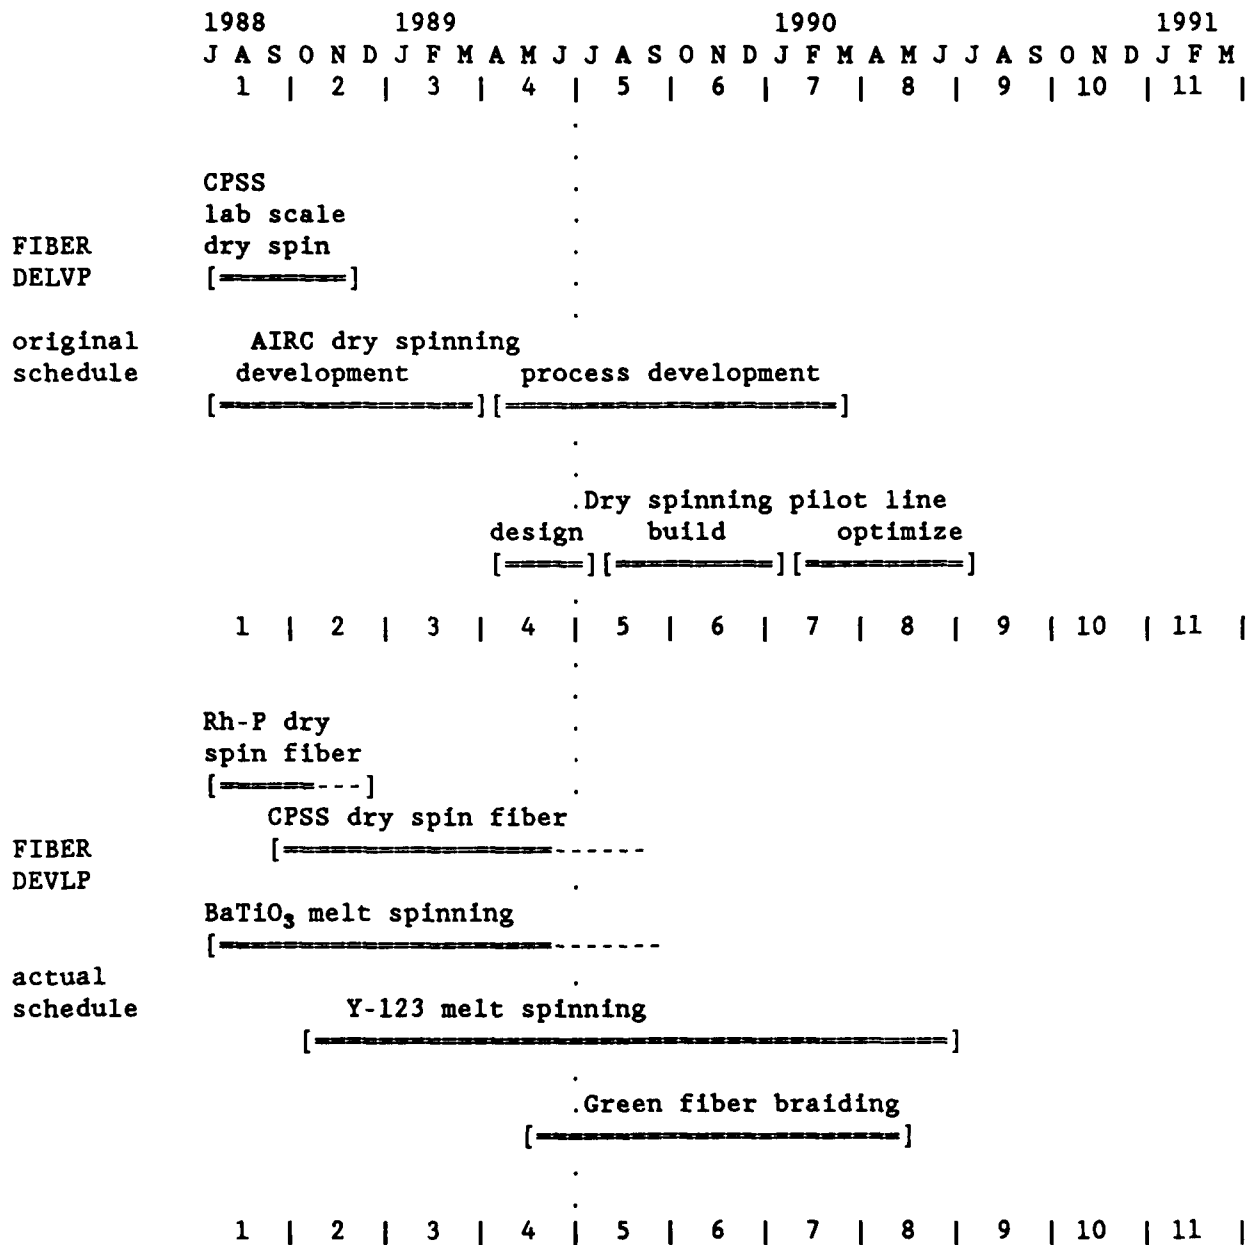 1988 1989 1990 1991
J A S O N D J F M A M J J A S O N D J F M A M J J A S O N D J F M
1 | 2 | 3 | 4 | 5 | 6 | 7 | 8 | 9 | 10 | 11 |
CPSS
lab scale
FIBER dry spin
DELVP [========]
original AIRC dry spinning
schedule development process development
[================][=====================]
.Dry spinning pilot line
design build optimize
[=====][==========][==========]
1 | 2 | 3 | 4 | 5 | 6 | 7 | 8 | 9 | 10 | 11 |
Rh-P dry
spin fiber
[======---]
CPSS dry spin fiber
FIBER [=================------
DEVLP
BaTiO₃ melt spinning
[=====================-------
actual
schedule Y-123 melt spinning
[========================================]
.Green fiber braiding
[=======================]
1 | 2 | 3 | 4 | 5 | 6 | 7 | 8 | 9 | 10 | 11 |